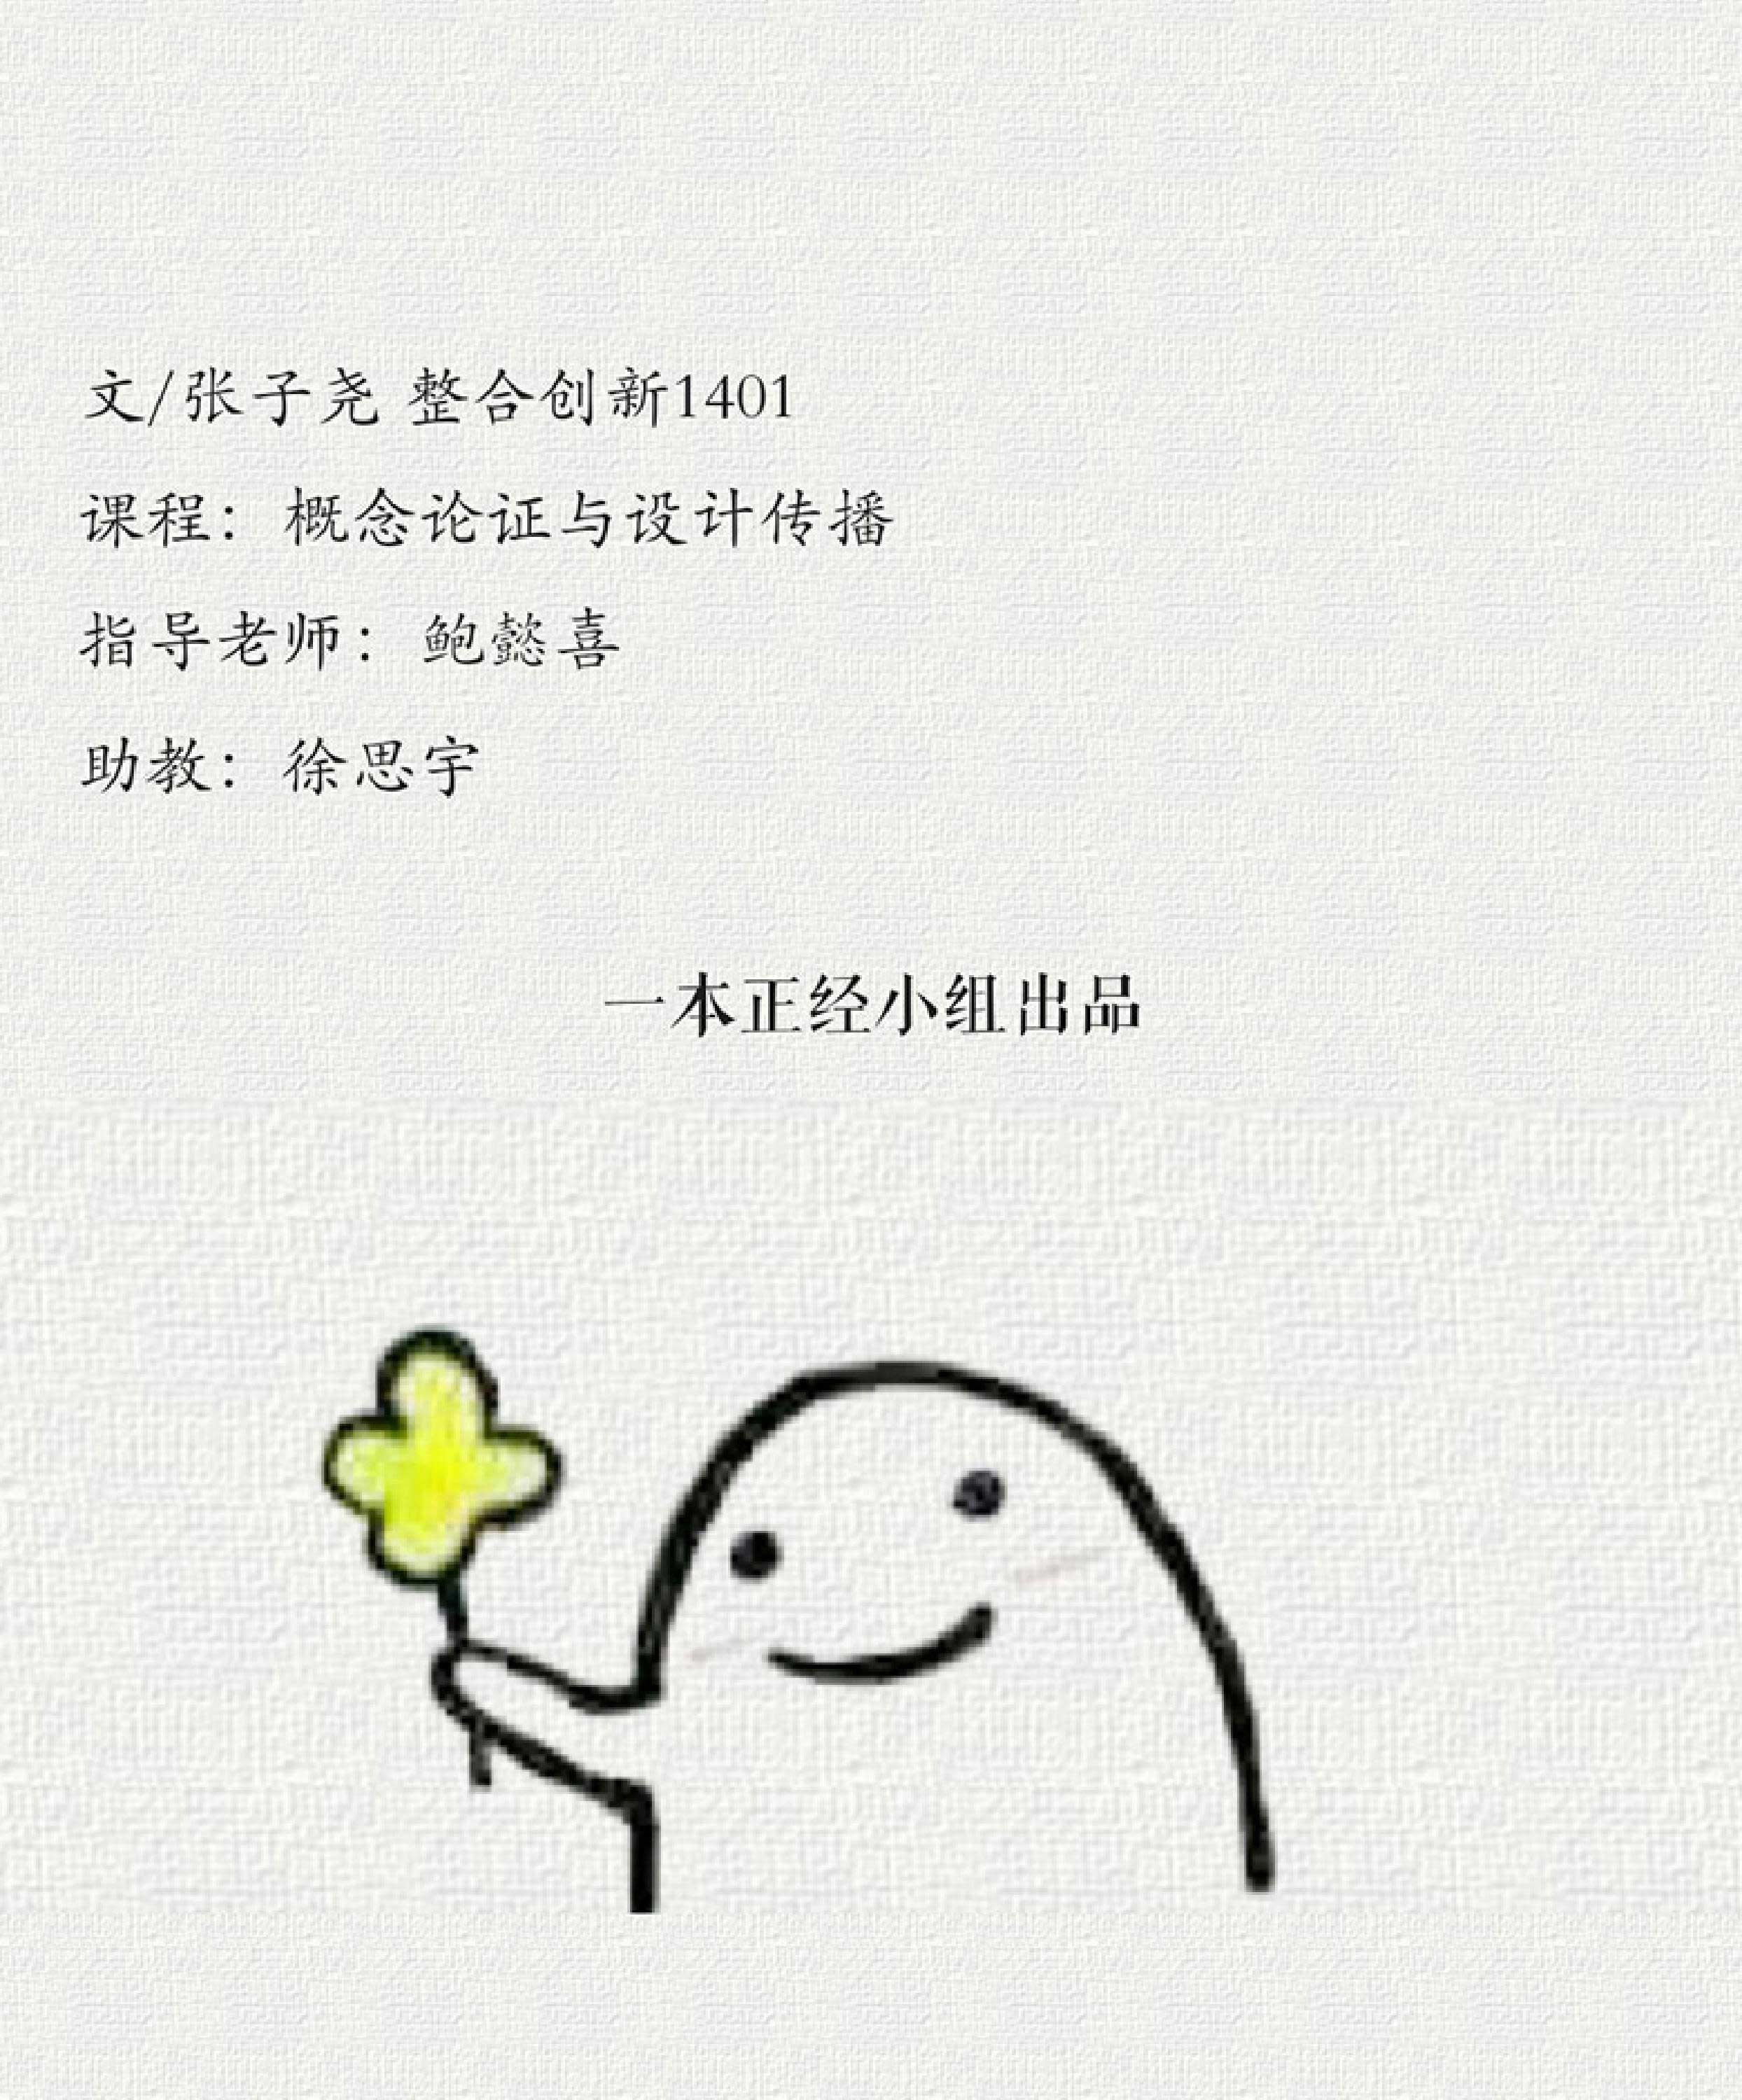 文/张子尧 整合创新1401
课程：概念论证与设计传播
指导老师：鲍懿喜
助教：徐思宇
一本正经小组出品